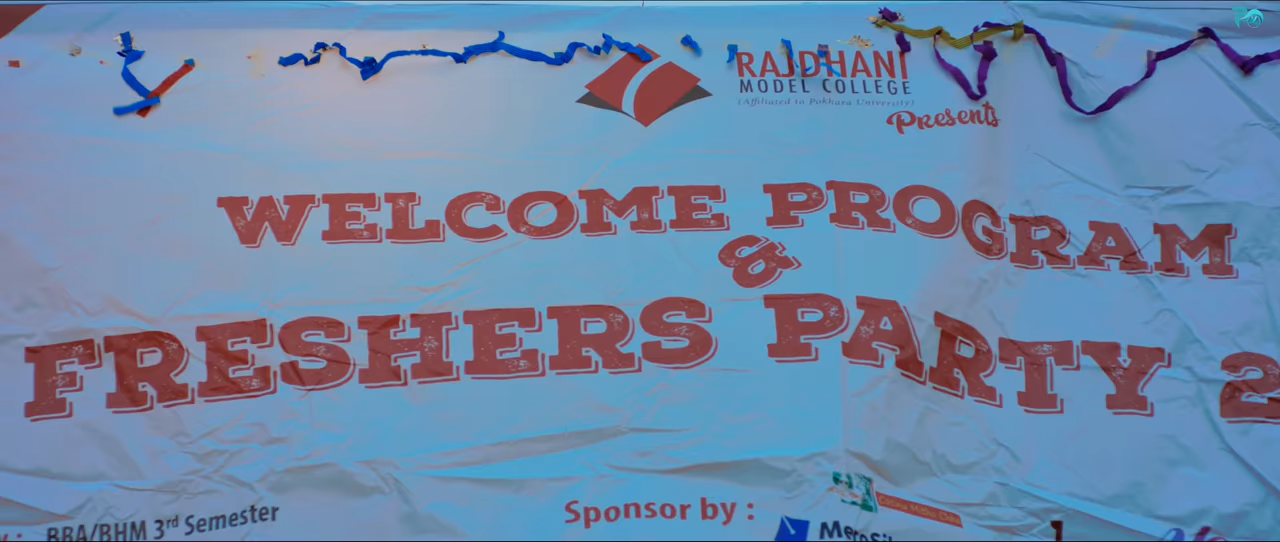 RAJDHANI
MODEL COLLEGE
(Affiliated to Pokhara University)
Presents
WELCOME PROGRAM
&
FRESHERS PARTY 2
BBA/BHM 3rd Semester
Sponsor by :